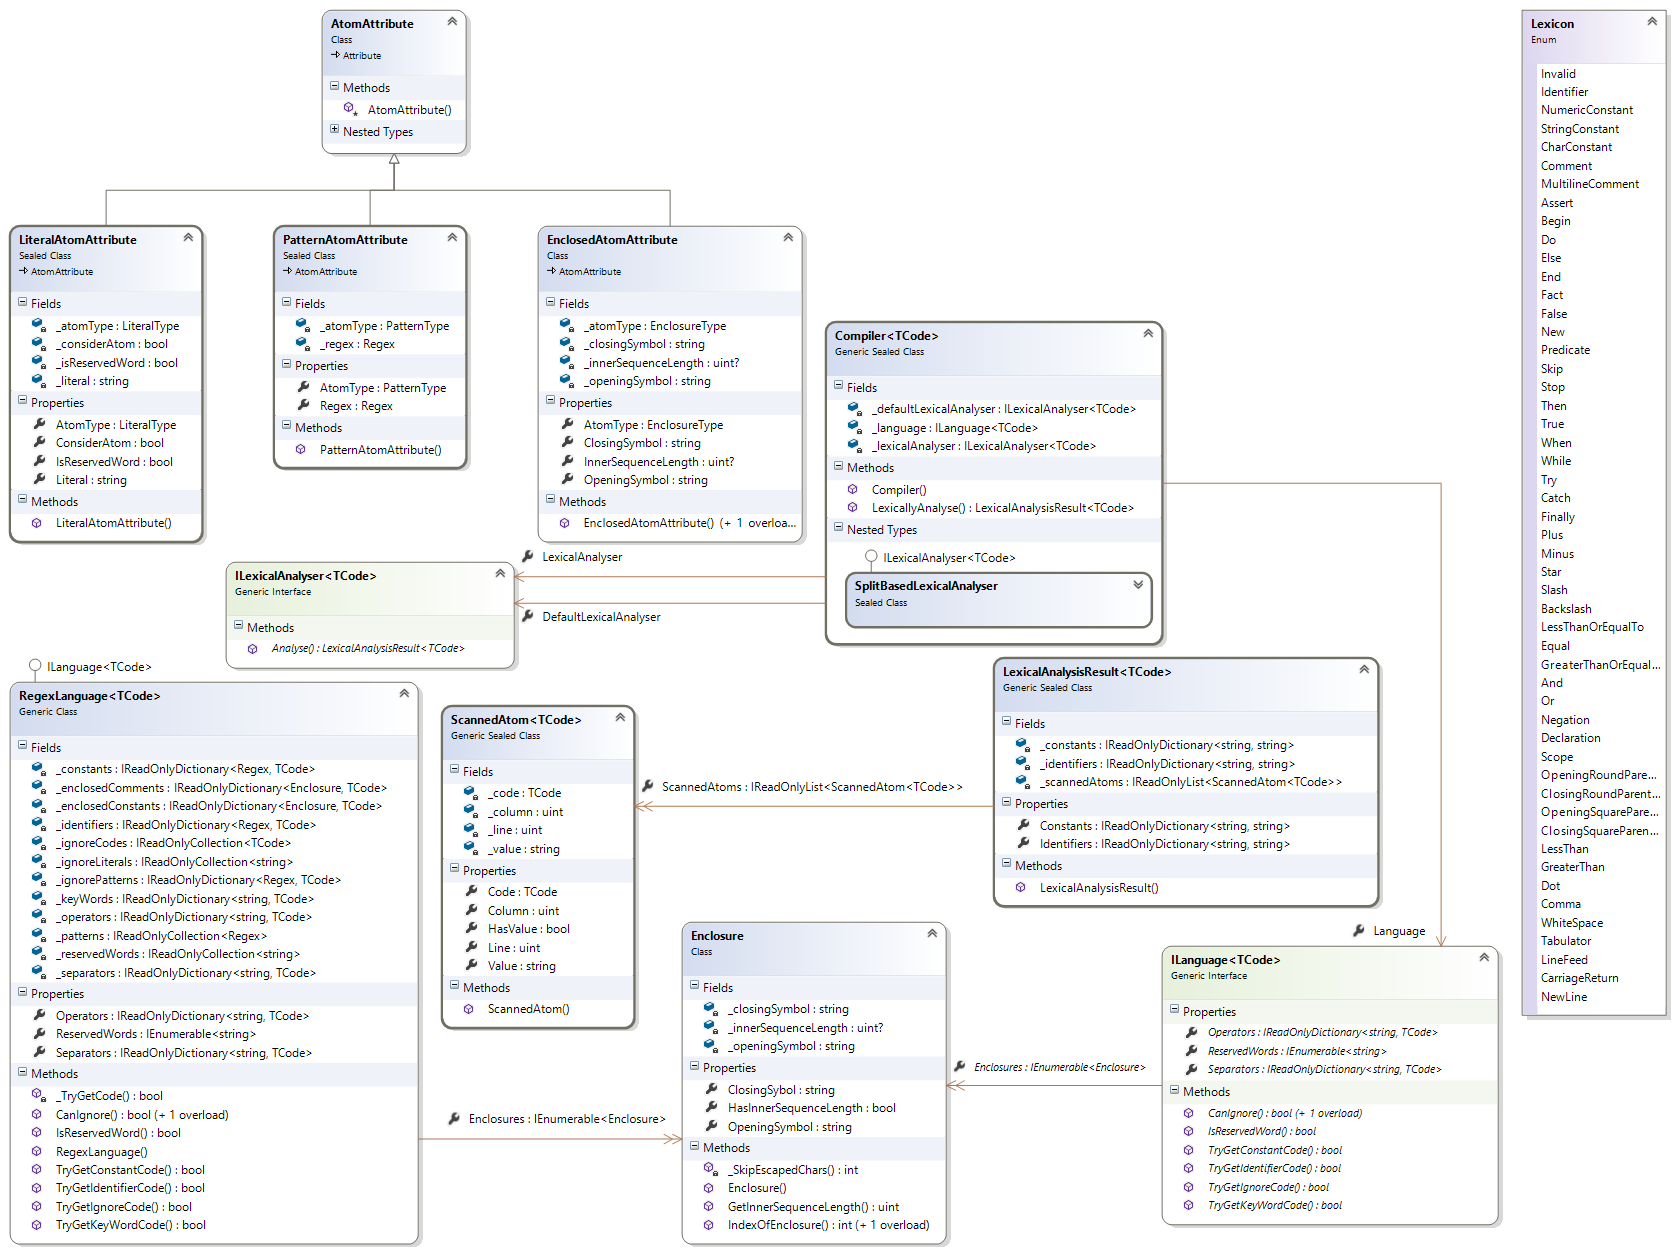 AtomAttribute
Class
Attribute
Methods
AtomAttribute()
Nested Types
LiteralAtomAttribute
Sealed Class
AtomAttribute
Fields
_atomType : LiteralType
_considerAtom : bool
_isReservedWord : bool
_literal : string
Properties
AtomType : LiteralType
ConsiderAtom : bool
IsReservedWord : bool
Literal : string
Methods
LiteralAtomAttribute()
PatternAtomAttribute
Sealed Class
AtomAttribute
Fields
_atomType : PatternType
_regex : Regex
Properties
AtomType : PatternType
Regex : Regex
Methods
PatternAtomAttribute()
EnclosedAtomAttribute
Class
AtomAttribute
Fields
_atomType : EnclosureType
_closingSymbol : string
_innerSequenceLength : uint?
_openingSymbol : string
Properties
AtomType : EnclosureType
ClosingSymbol : string
InnerSequenceLength : uint?
OpeningSymbol : string
Methods
EnclosedAtomAttribute() (+ 1 overloa...
Compiler<TCode>
Generic Sealed Class
Fields
_defaultLexicalAnalyser : ILexicalAnalyser<TCode>
_language : ILanguage<TCode>
_lexicalAnalyser : ILexicalAnalyser<TCode>
Methods
Compiler()
LexicallyAnalyse() : LexicalAnalysisResult<TCode>
Nested Types
ILexicalAnalyser<TCode>
SplitBasedLexicalAnalyser
Sealed Class
LexicalAnalyser
DefaultLexicalAnalyser
ILexicalAnalyser<TCode>
Generic Interface
Methods
Analyse() : LexicalAnalysisResult<TCode>
ILanguage<TCode>
RegexLanguage<TCode>
Generic Class
Fields
_constants : IReadOnlyDictionary<Regex, TCode>
_enclosedComments : IReadOnlyDictionary<Enclosure, TCode>
_enclosedConstants : IReadOnlyDictionary<Enclosure, TCode>
_identifiers : IReadOnlyDictionary<Regex, TCode>
_ignoreCodes : IReadOnlyCollection<TCode>
_ignoreLiterals : IReadOnlyCollection<string>
_ignorePatterns : IReadOnlyDictionary<Regex, TCode>
_keyWords : IReadOnlyDictionary<string, TCode>
_operators : IReadOnlyDictionary<string, TCode>
_patterns : IReadOnlyCollection<Regex>
_reservedWords : IReadOnlyCollection<string>
_separators : IReadOnlyDictionary<string, TCode>
Properties
Operators : IReadOnlyDictionary<string, TCode>
ReservedWords : IEnumerable<string>
Separators : IReadOnlyDictionary<string, TCode>
Methods
_TryGetCode() : bool
CanIgnore() : bool (+ 1 overload)
IsReservedWord() : bool
RegexLanguage()
TryGetConstantCode() : bool
TryGetIdentifierCode() : bool
TryGetIgnoreCode() : bool
TryGetKeyWordCode() : bool
ScannedAtom<TCode>
Generic Sealed Class
Fields
_code : TCode
_column : uint
_line : uint
_value : string
Properties
Code : TCode
Column : uint
HasValue : bool
Line : uint
Value : string
Methods
ScannedAtom()
ScannedAtoms : IReadOnlyList<ScannedAtom<TCode>>
LexicalAnalysisResult<TCode>
Generic Sealed Class
Fields
_constants : IReadOnlyDictionary<string, string>
_identifiers : IReadOnlyDictionary<string, string>
_scannedAtoms : IReadOnlyList<ScannedAtom<TCode>>
Properties
Constants : IReadOnlyDictionary<string, string>
Identifiers : IReadOnlyDictionary<string, string>
Methods
LexicalAnalysisResult()
Enclosures : IEnumerable<Enclosure>
Enclosure
Class
Fields
_closingSymbol : string
_innerSequenceLength : uint?
_openingSymbol : string
Properties
ClosingSybol : string
HasInnerSequenceLength : bool
OpeningSymbol : string
Methods
_SkipEscapedChars() : int
Enclosure()
GetInnerSequenceLength() : uint
IndexOfEnclosure() : int (+ 1 overload)
Enclosures : IEnumerable<Enclosure>
Language
ILanguage<TCode>
Generic Interface
Properties
Operators : IReadOnlyDictionary<string, TCode>
ReservedWords : IEnumerable<string>
Separators : IReadOnlyDictionary<string, TCode>
Methods
CanIgnore() : bool (+ 1 overload)
IsReservedWord() : bool
TryGetConstantCode() : bool
TryGetIdentifierCode() : bool
TryGetIgnoreCode() : bool
TryGetKeyWordCode() : bool
Lexicon
Enum
Invalid
Identifier
NumericConstant
StringConstant
CharConstant
Comment
MultilineComment
Assert
Begin
Do
Else
End
Fact
False
New
Predicate
Skip
Stop
Then
True
When
While
Try
Catch
Finally
Plus
Minus
Star
Slash
Backslash
LessThanOrEqualTo
Equal
GreaterThanOrEqual...
And
Or
Negation
Declaration
Scope
OpeningRoundPare...
ClosingRoundParent...
OpeningSquarePare...
ClosingSquareParen...
LessThan
GreaterThan
Dot
Comma
WhiteSpace
Tabulator
LineFeed
CarriageReturn
NewLine